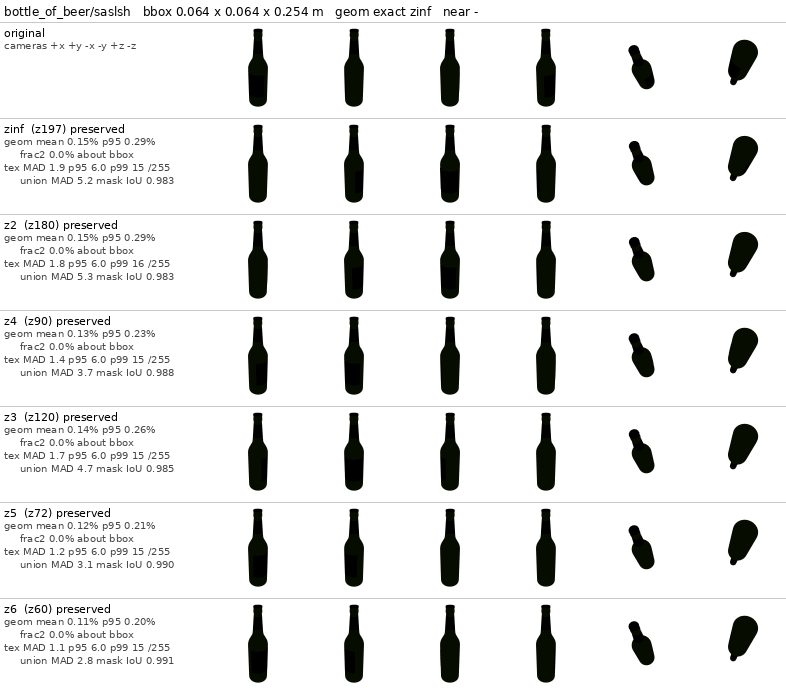 bottle_of_beer/saslsh bbox 0.064 x 0.064 x 0.254 m geom exact zinf near -
original
cameras +x +y -x -y +z -z
zinf (z197) preserved
geom mean 0.15% p95 0.29%
frac2 0.0% about bbox
tex MAD 1.9 p95 6.0 p99 15 /255
union MAD 5.2 mask IoU 0.983
z2 (z180) preserved
geom mean 0.15% p95 0.29%
frac2 0.0% about bbox
tex MAD 1.8 p95 6.0 p99 16 /255
union MAD 5.3 mask IoU 0.983
z4 (z90) preserved
geom mean 0.13% p95 0.23%
frac2 0.0% about bbox
tex MAD 1.4 p95 6.0 p99 15 /255
union MAD 3.7 mask IoU 0.988
z3 (z120) preserved
geom mean 0.14% p95 0.26%
frac2 0.0% about bbox
tex MAD 1.7 p95 6.0 p99 15 /255
union MAD 4.7 mask IoU 0.985
z5 (z72) preserved
geom mean 0.12% p95 0.21%
frac2 0.0% about bbox
tex MAD 1.2 p95 6.0 p99 15 /255
union MAD 3.1 mask IoU 0.990
z6 (z60) preserved
geom mean 0.11% p95 0.20%
frac2 0.0% about bbox
tex MAD 1.1 p95 6.0 p99 15 /255
union MAD 2.8 mask IoU 0.991